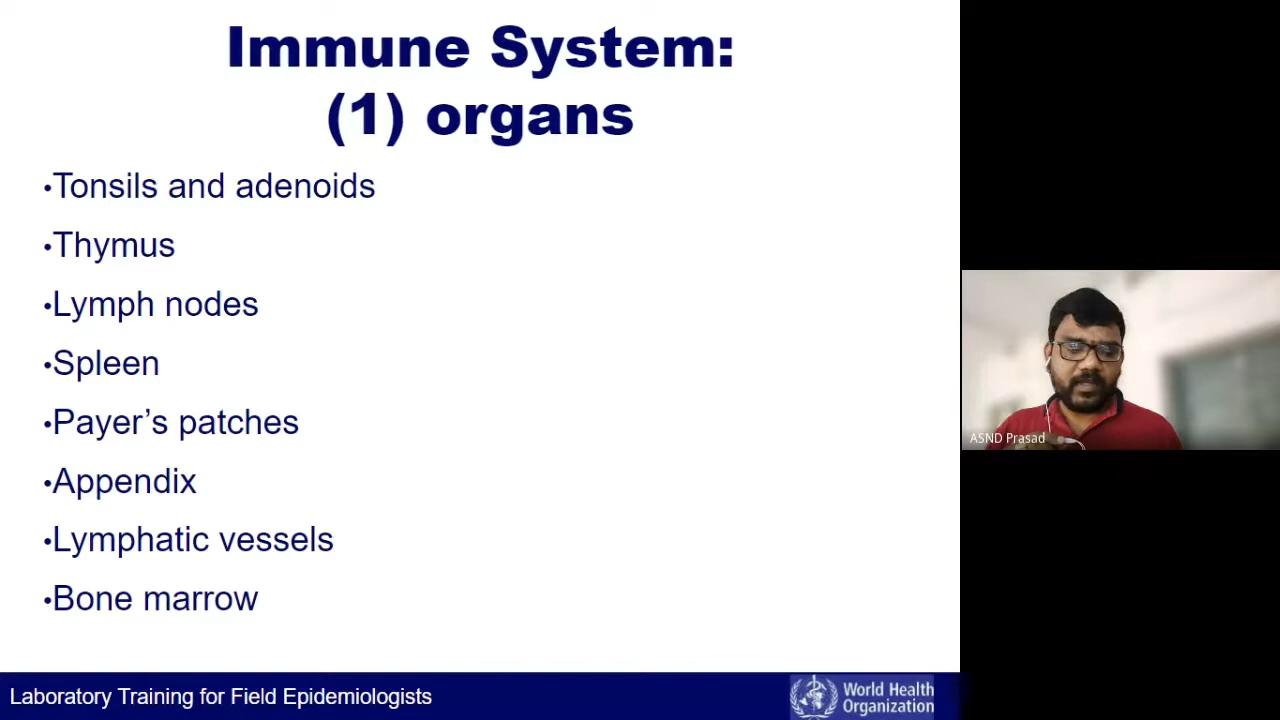 Immune System:
(1) organs
•Tonsils and adenoids
•Thymus
•Lymph nodes
•Spleen
•Payer’s patches
•Appendix
•Lymphatic vessels
•Bone marrow
ASND Prasad
Laboratory Training for Field Epidemiologists
World Health
Organization